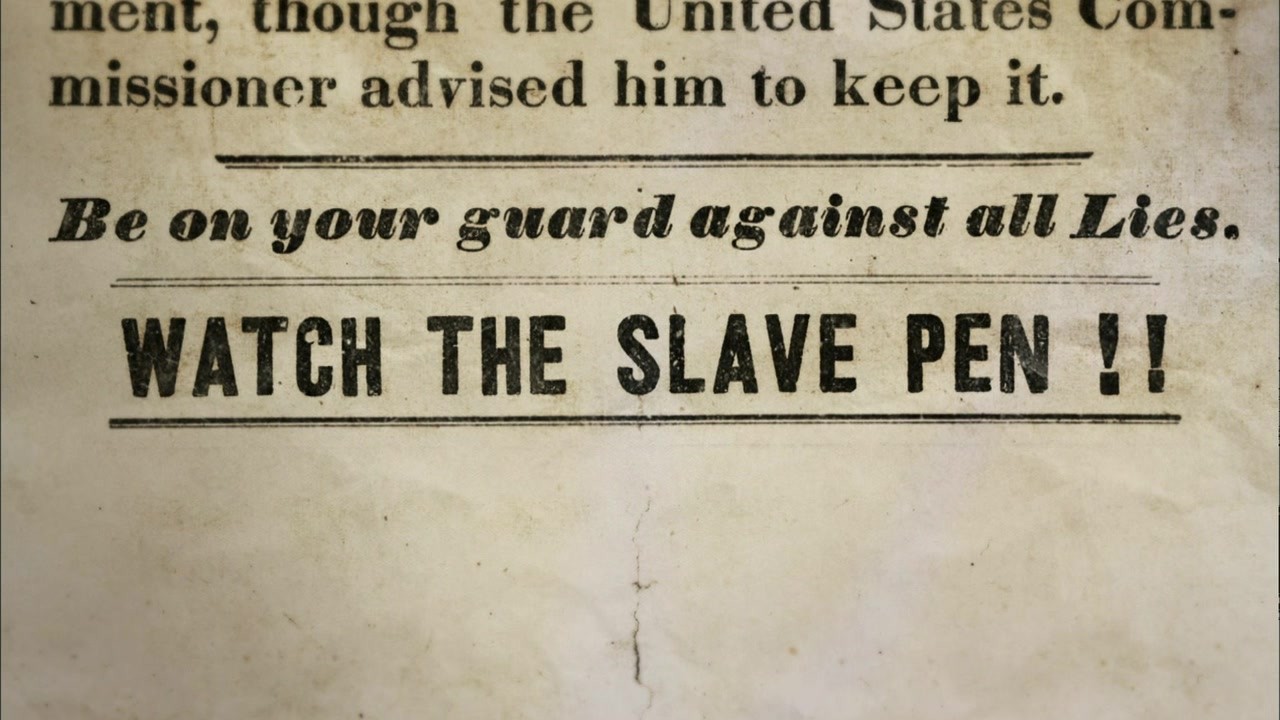 ment, though the United States Com-
missioner advised him to keep it.
Be on your guard against all Lies.
WATCH THE SLAVE PEN !!